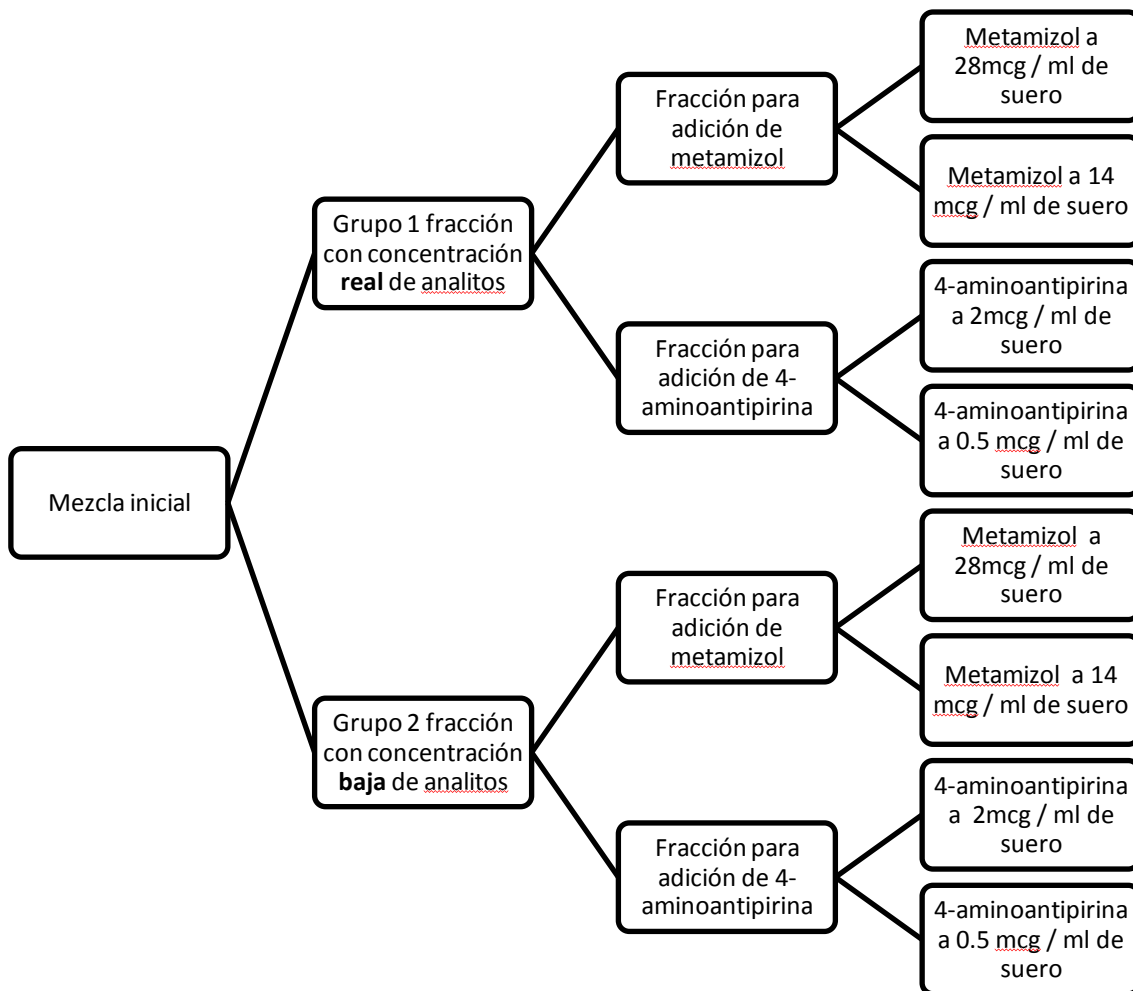 Mezcla inicial
Grupo 1 fracción
con concentración
real de analitos
Fracción para
adición de
metamizol
Metamizol a
28mcg / ml de
suero
Metamizol a 14
mcg / ml de suero
Fracción para
adición de 4-
aminoantipirina
4-aminoantipirina
a 2mcg / ml de
suero
4-aminoantipirina
a 0.5 mcg / ml de
suero
Grupo 2 fracción
con concentración
baja de analitos
Fracción para
adición de
metamizol
Metamizol a
28mcg / ml de
suero
Metamizol a 14
mcg / ml de suero
Fracción para
adición de 4-
aminoantipirina
4-aminoantipirina
a 2mcg / ml de
suero
4-aminoantipirina
a 0.5 mcg / ml de
suero